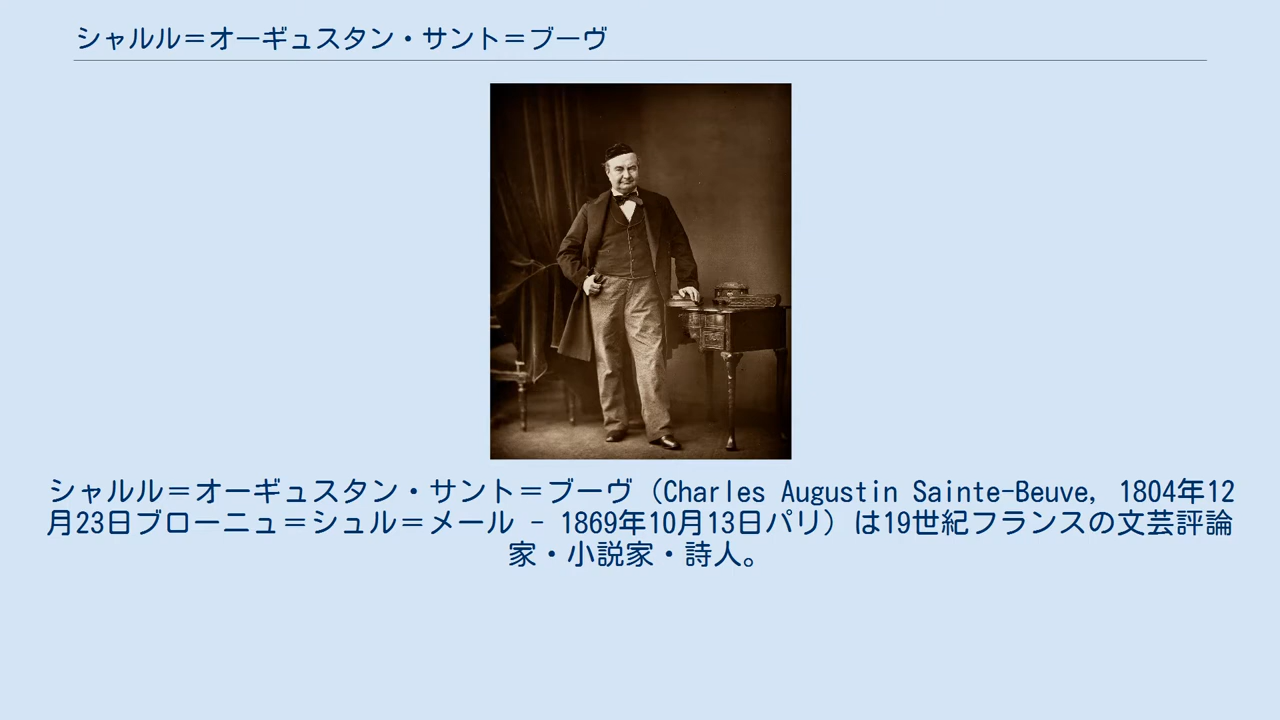 シャルル＝オーギュスタン・サント＝ブーヴ
シャルル＝オーギュスタン・サント＝ブーヴ（Charles Augustin Sainte-Beuve, 1804年12
月23日ブローニュ＝シュル＝メール - 1869年10月13日パリ）は19世紀フランスの文芸評論
家・小説家・詩人。